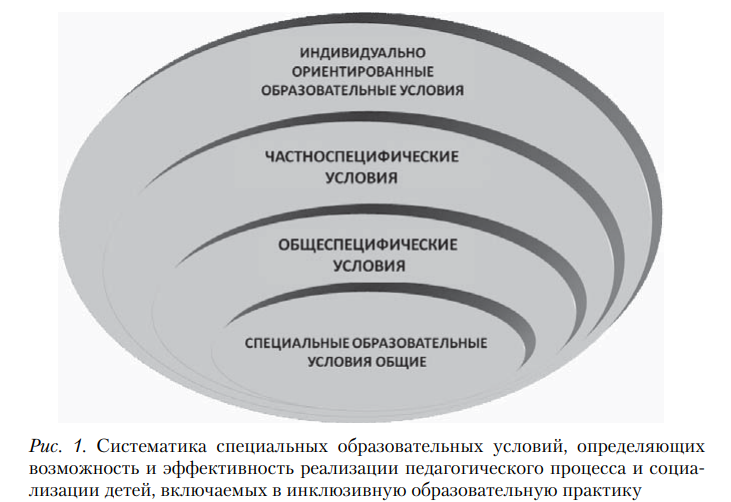 ИНДИВИДУАЛЬНО
ОРИЕНТИРОВАННЫЕ
ОБРАЗОВАТЕЛЬНЫЕ УСЛОВИЯ
ЧАСТНОСПЕЦИФИЧЕСКИЕ
УСЛОВИЯ
ОБЩЕСПЕЦИФИЧЕСКИЕ
УСЛОВИЯ
СПЕЦИАЛЬНЫЕ ОБРАЗОВАТЕЛЬНЫЕ
УСЛОВИЯ ОБЩИЕ
Рис. 1. Систематика специальных образовательных условий, определяющих
возможность и эффективность реализации педагогического процесса и социа-
лизации детей, включаемых в инклюзивную образовательную практику